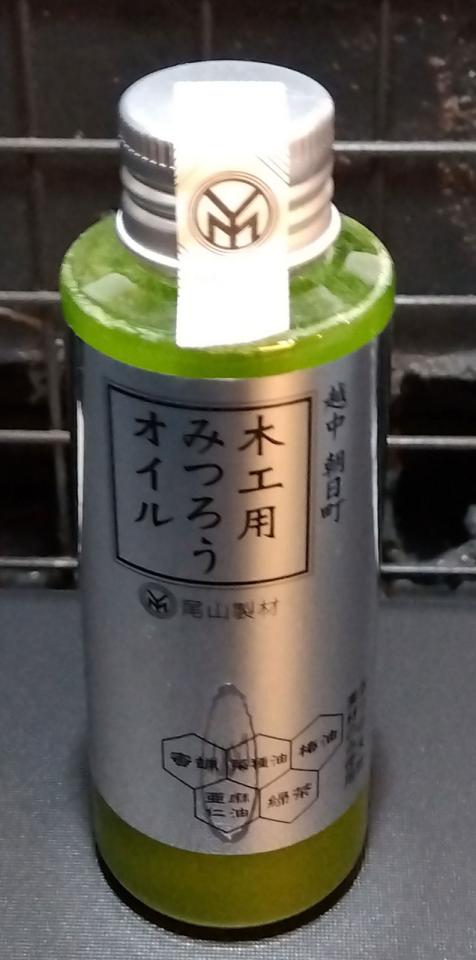 越中 朝日町
木工用
みつろう
オイル
尾山製材
蜜蝋
菜種油
椿油
亜麻
仁油
緑茶